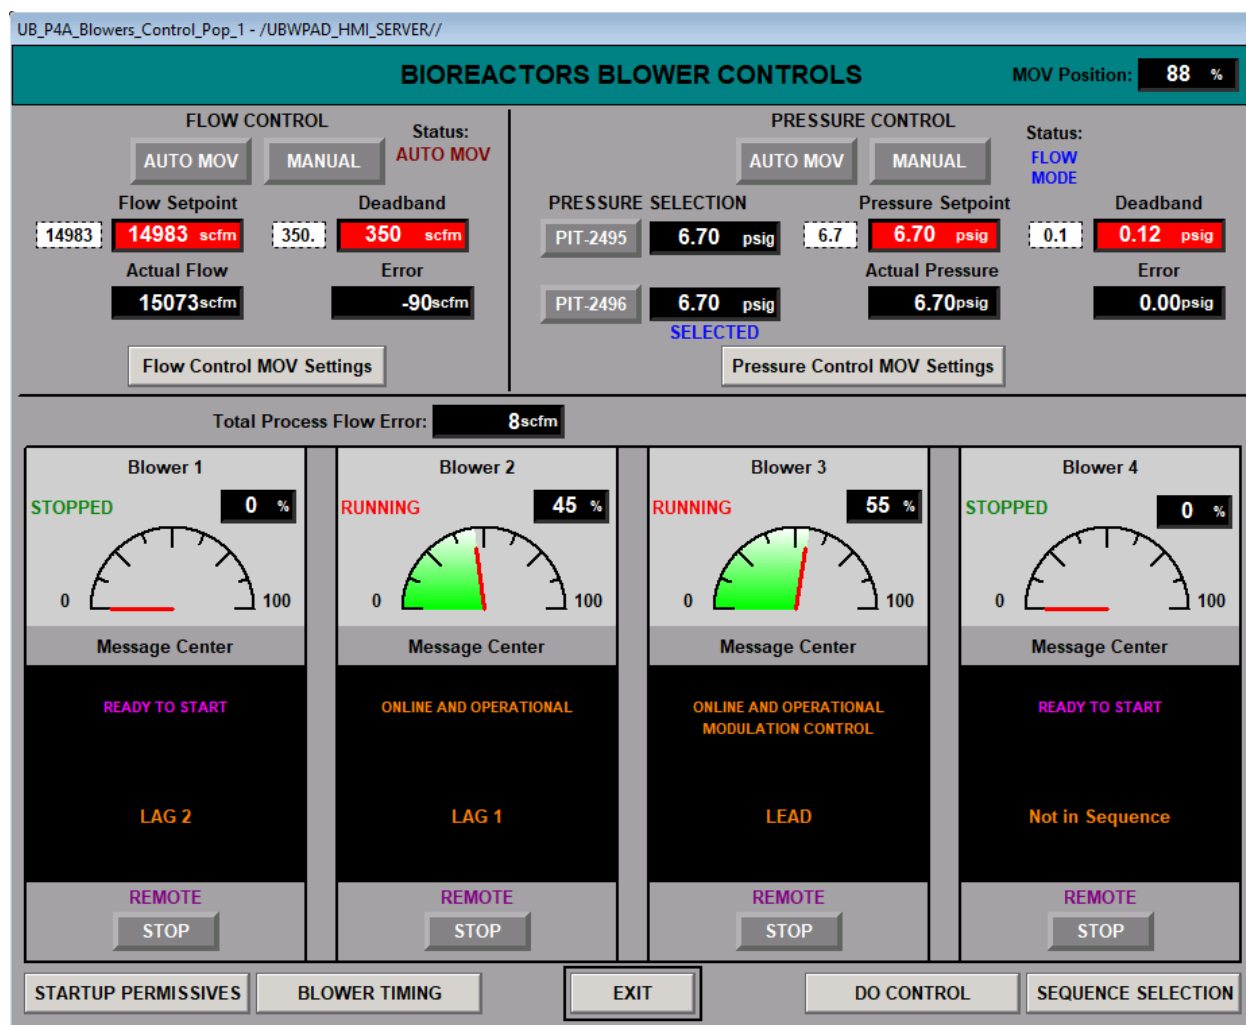 UB_P4A_Blowers_Control_Pop_1 - /UBWPAD_HMI_SERVER//
BIOREACTORS BLOWER CONTROLS
MOV Position: 88 %
FLOW CONTROL
Status:
AUTO MOV
AUTO MOV
MANUAL
Flow Setpoint
Deadband
14983
14983 scfm
350.
350 scfm
Actual Flow
Error
15073scfm
-90scfm
Flow Control MOV Settings
PRESSURE CONTROL
Status:
FLOW
MODE
AUTO MOV
MANUAL
PRESSURE SELECTION
Pressure Setpoint
Deadband
PIT-2495
6.70 psig
6.7
6.70 psig
0.1
0.12 psig
Actual Pressure
Error
PIT-2496
6.70 psig
6.70psig
0.00psig
SELECTED
Pressure Control MOV Settings
Total Process Flow Error: 8scfm
Blower 1
STOPPED
0 %
0
100
Message Center
READY TO START
LAG 2
REMOTE
STOP
Blower 2
RUNNING
45 %
0
100
Message Center
ONLINE AND OPERATIONAL
LAG 1
REMOTE
STOP
Blower 3
RUNNING
55 %
0
100
Message Center
ONLINE AND OPERATIONAL
MODULATION CONTROL
LEAD
REMOTE
STOP
Blower 4
STOPPED
0 %
0
100
Message Center
READY TO START
Not in Sequence
REMOTE
STOP
STARTUP PERMISSIVES
BLOWER TIMING
EXIT
DO CONTROL
SEQUENCE SELECTION